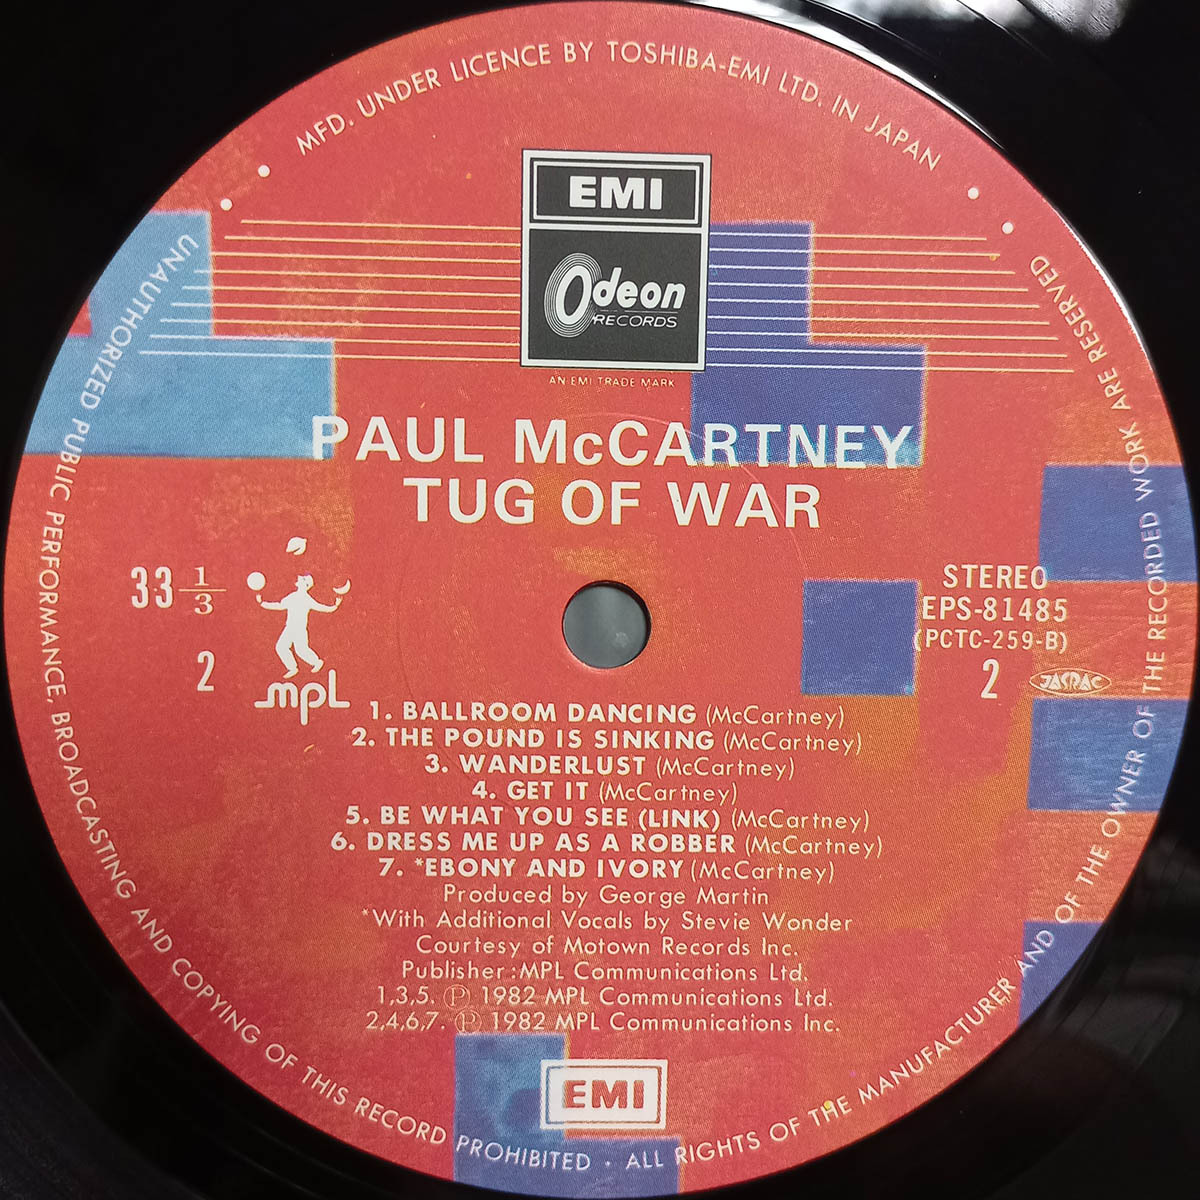 MFD. UNDER LICENCE BY TOSHIBA-EMI LTD. IN JAPAN
EMI
Odeon
RECORDS
AN EMI TRADE MARK
PAUL McCARTNEY
TUG OF WAR
33 1/3
2
mpL
STEREO
EPS-81485
(PCTC-259-B)
2
JASRAC
1. BALLROOM DANCING (McCartney)
2. THE POUND IS SINKING (McCartney)
3. WANDERLUST (McCartney)
4. GET IT (McCartney)
5. BE WHAT YOU SEE (LINK) (McCartney)
6. DRESS ME UP AS A ROBBER (McCartney)
7. *EBONY AND IVORY (McCartney)
Produced by George Martin
*With Additional Vocals by Stevie Wonder
Courtesy of Motown Records Inc.
Publisher:MPL Communications Ltd.
1,3,5. Ⓟ 1982 MPL Communications Ltd.
2,4,6,7. Ⓟ 1982 MPL Communications Inc.
EMI
UNAUTHORIZED PUBLIC PERFORMANCE, BROADCASTING AND COPYING OF THIS RECORD PROHIBITED · ALL RIGHTS OF THE MANUFACTURER AND OF THE OWNER OF THE RECORDED WORK ARE RESERVED